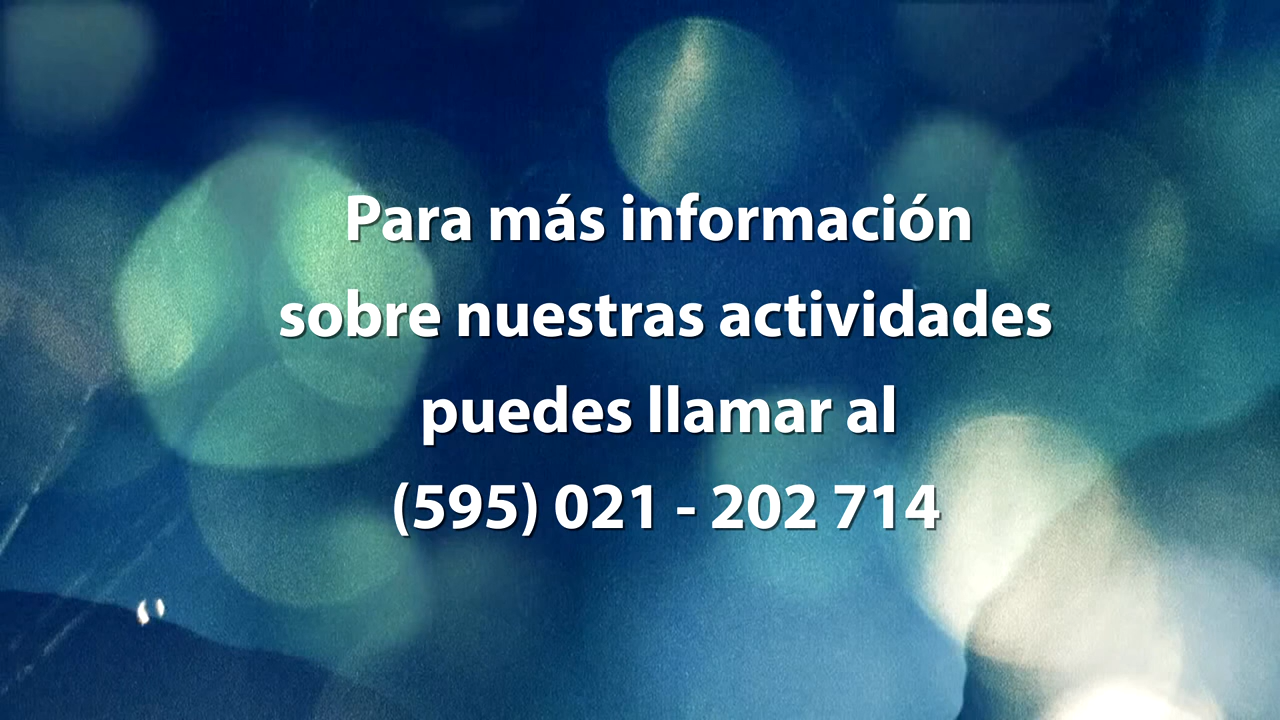 Para más información
sobre nuestras actividades
puedes llamar al
(595) 021 - 202 714